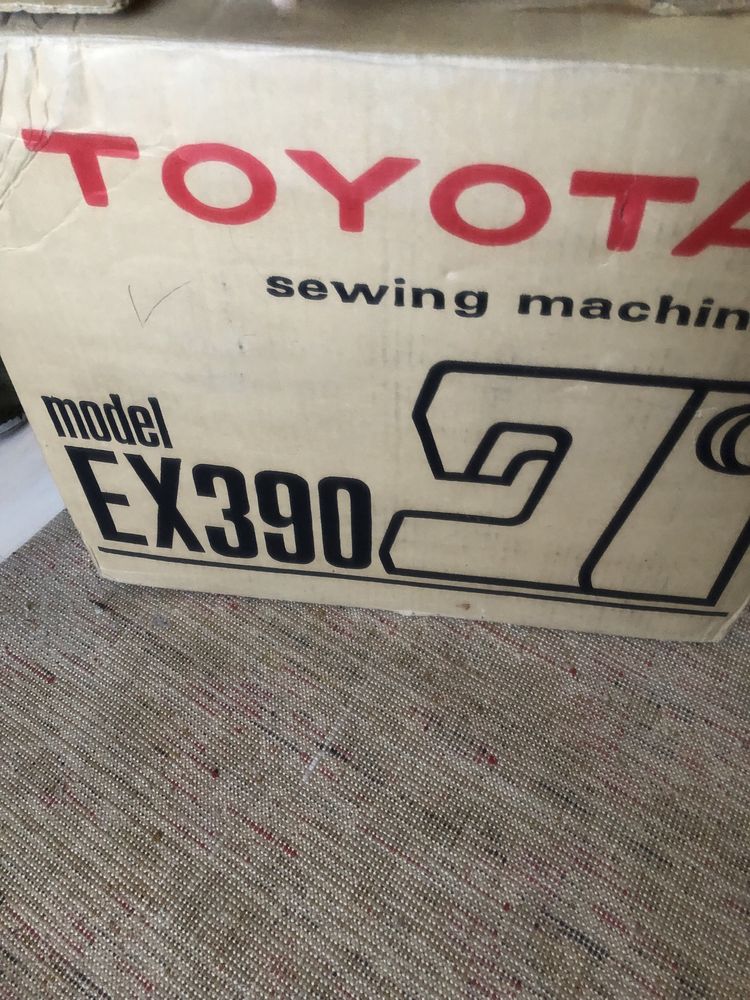 TOYOTA
sewing machin
model
EX390